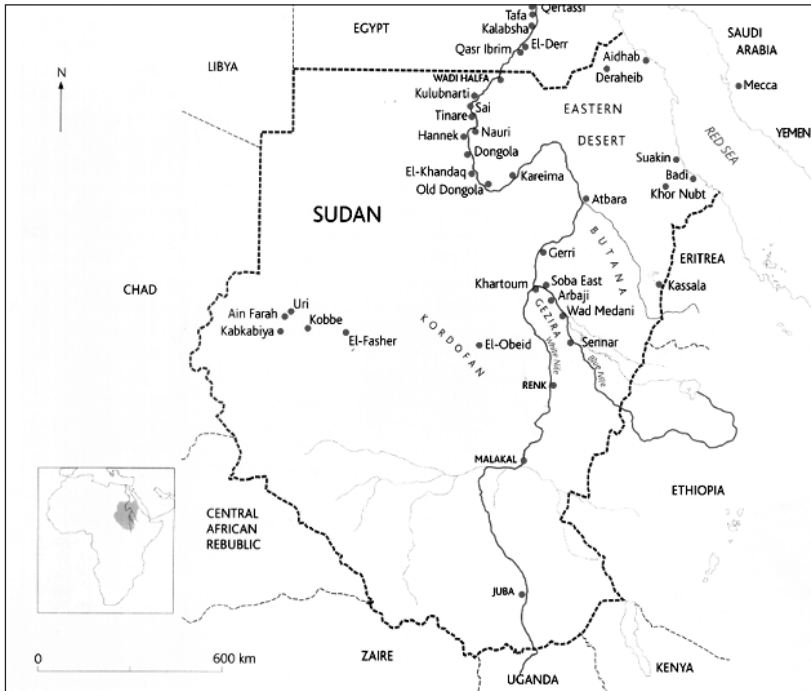 Qertassi
Tafa
EGYPT
Kalabsha
SAUDI
ARABIA
El-Derr
Qasr Ibrim
Aidhab
LIBYA
Deraheib
N
WADI HALFA
Mecca
Kulubnarti
Sai
EASTERN
Tinare
Nauri
YEMEN
Hannek
DESERT
RED SEA
Dongola
Suakin
El-Khandaq
Kareima
Badi
Old Dongola
Khor Nubt
Atbara
SUDAN
BUTANA
Gerri
ERITREA
CHAD
Khartoum
Soba East
Kassala
Arbaji
GEZIRA
Uri
Wad Medani
Ain Farah
Kobbe
KORDOFAN
Kabkabiya
El-Fasher
El-Obeid
White Nile
Sennar
Blue Nile
RENK
MALAKAL
ETHIOPIA
CENTRAL
AFRICAN
REBUBLIC
JUBA
ZAIRE
0
600 km
UGANDA
KENYA